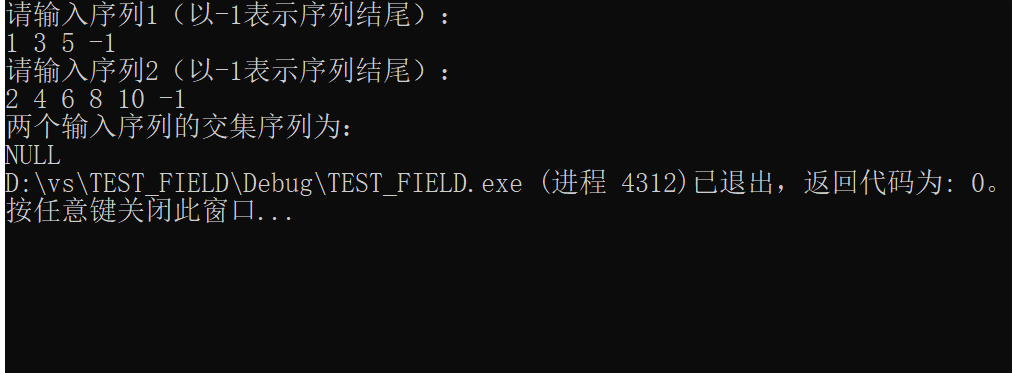 请输入序列1（以-1表示序列结尾）：
1 3 5 -1
请输入序列2（以-1表示序列结尾）：
2 4 6 8 10 -1
两个输入序列的交集序列为：
NULL
D:\vs\TEST_FIELD\Debug\TEST_FIELD.exe (进程 4312)已退出，返回代码为: 0。
按任意键关闭此窗口...